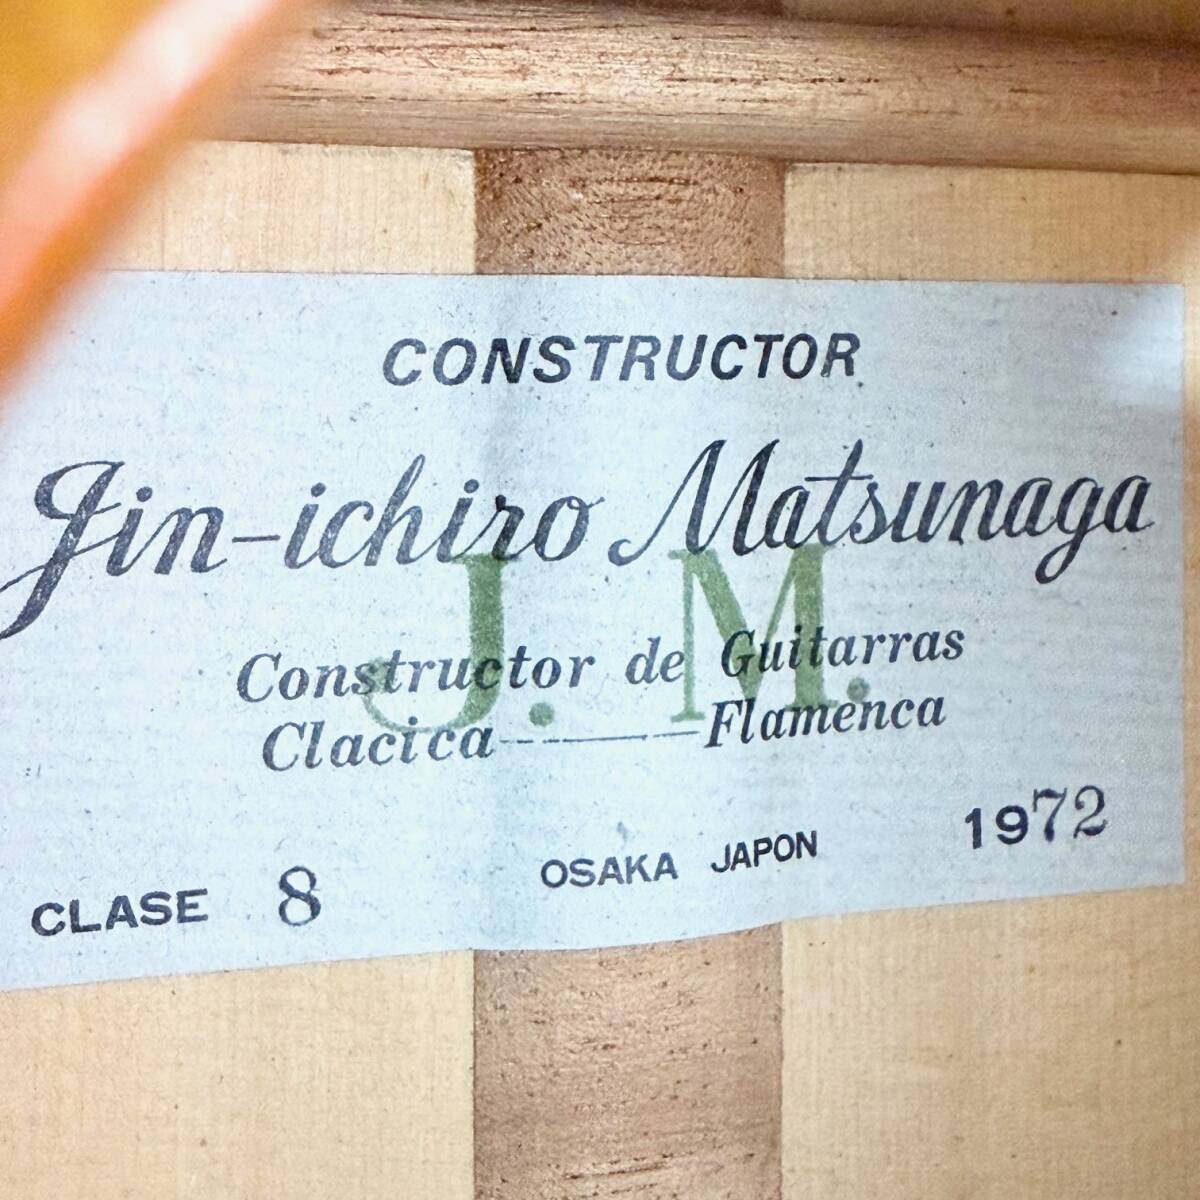 CONSTRUCTOR
Jin-ichiro Matsunaga
J. M.
Constructor de Guitarras
Clacica-------Flamenca
CLASE 8 OSAKA JAPON 1972